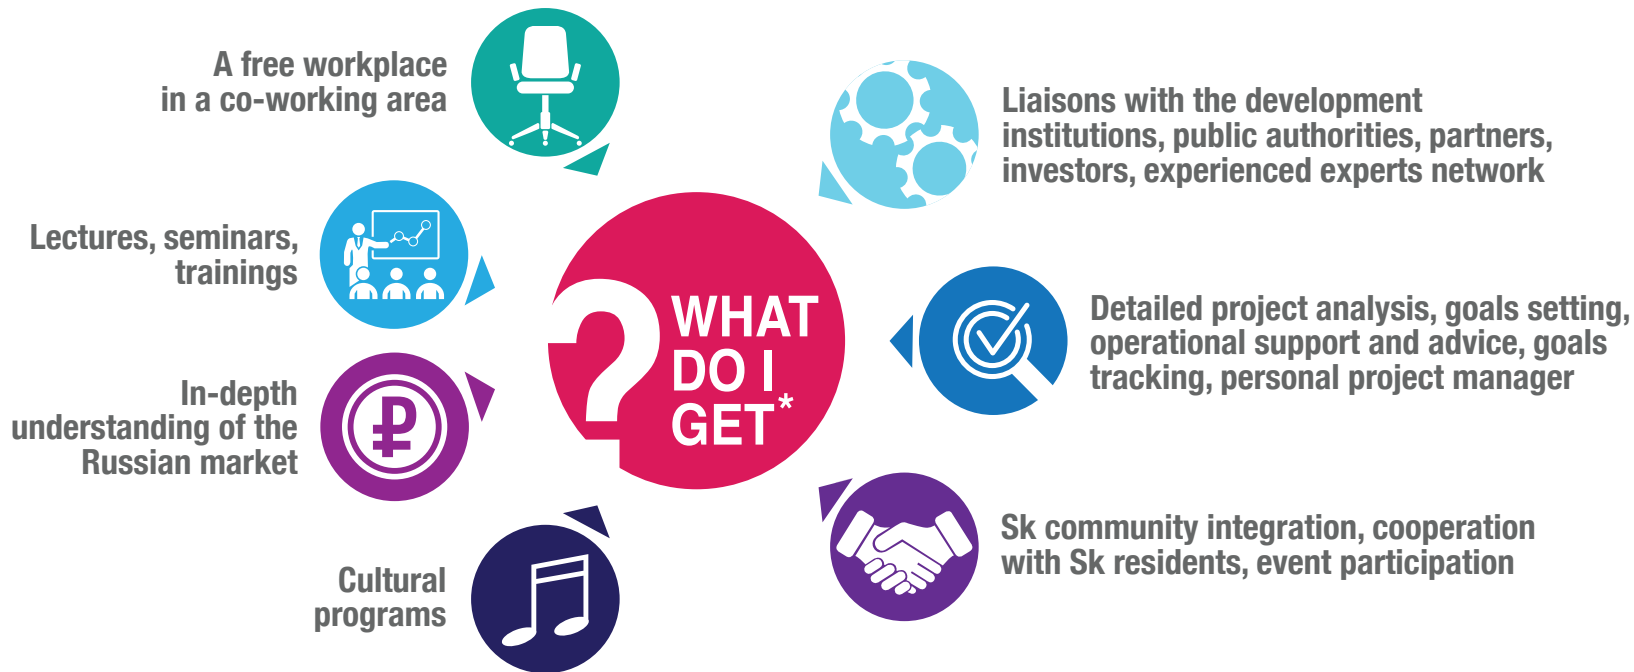 A free workplace
in a co-working area
Lectures, seminars,
trainings
In-depth
understanding of the
Russian market
Cultural
programs
? WHAT
DO I
GET*
Liaisons with the development
institutions, public authorities, partners,
investors, experienced experts network
Detailed project analysis, goals setting,
operational support and advice, goals
tracking, personal project manager
Sk community integration, cooperation
with Sk residents, event participation